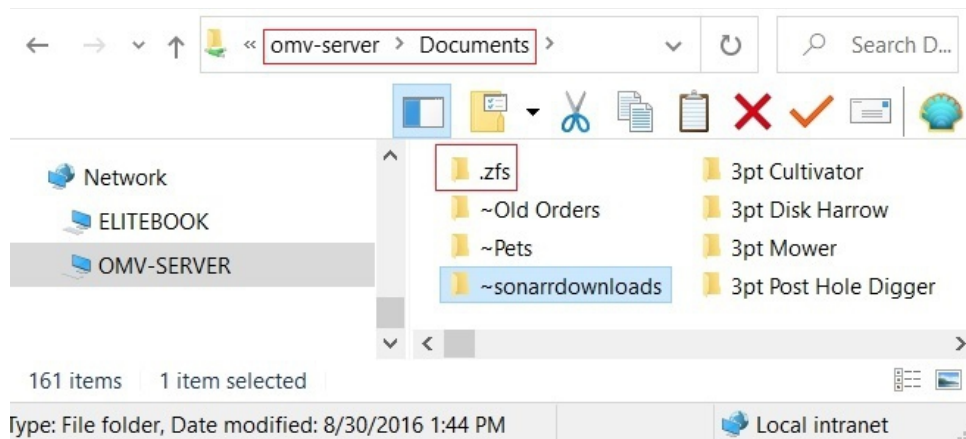 « omv-server > Documents >
Search D...
Network
ELITEBOOK
OMV-SERVER
.zfs
~Old Orders
~Pets
~sonarrdownloads
3pt Cultivator
3pt Disk Harrow
3pt Mower
3pt Post Hole Digger
161 items 1 item selected
Type: File folder, Date modified: 8/30/2016 1:44 PM
Local intranet